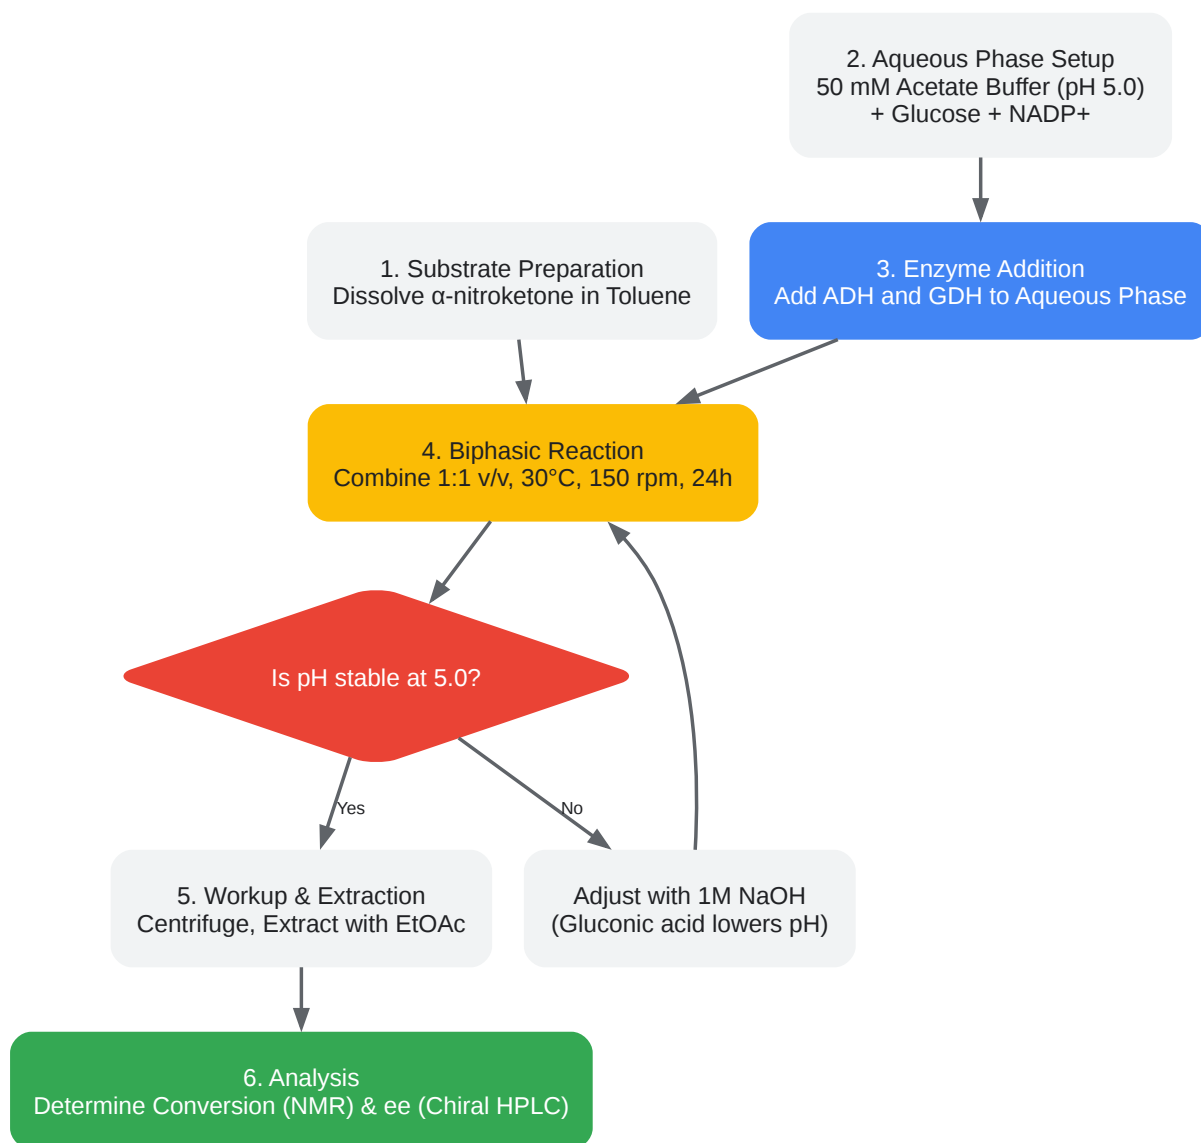 2. Aqueous Phase Setup
50 mM Acetate Buffer (pH 5.0)
+ Glucose + NADP+
1. Substrate Preparation
Dissolve α-nitroketone in Toluene
3. Enzyme Addition
Add ADH and GDH to Aqueous Phase
4. Biphasic Reaction
Combine 1:1 v/v, 30°C, 150 rpm, 24h
Is pH stable at 5.0?
Yes
No
5. Workup & Extraction
Centrifuge, Extract with EtOAc
Adjust with 1M NaOH
(Gluconic acid lowers pH)
6. Analysis
Determine Conversion (NMR) & ee (Chiral HPLC)